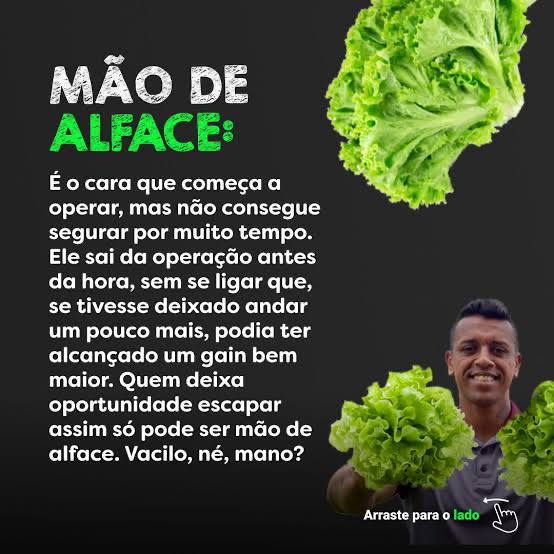 MÃO DE
ALFACE:
É o cara que começa a
operar, mas não consegue
segurar por muito tempo.
Ele sai da operação antes
da hora, sem se ligar que,
se tivesse deixado andar
um pouco mais, podia ter
alcançado um gain bem
maior. Quem deixa
oportunidade escapar
assim só pode ser mão de
alface. Vacilo, né, mano?
Arraste para o lado